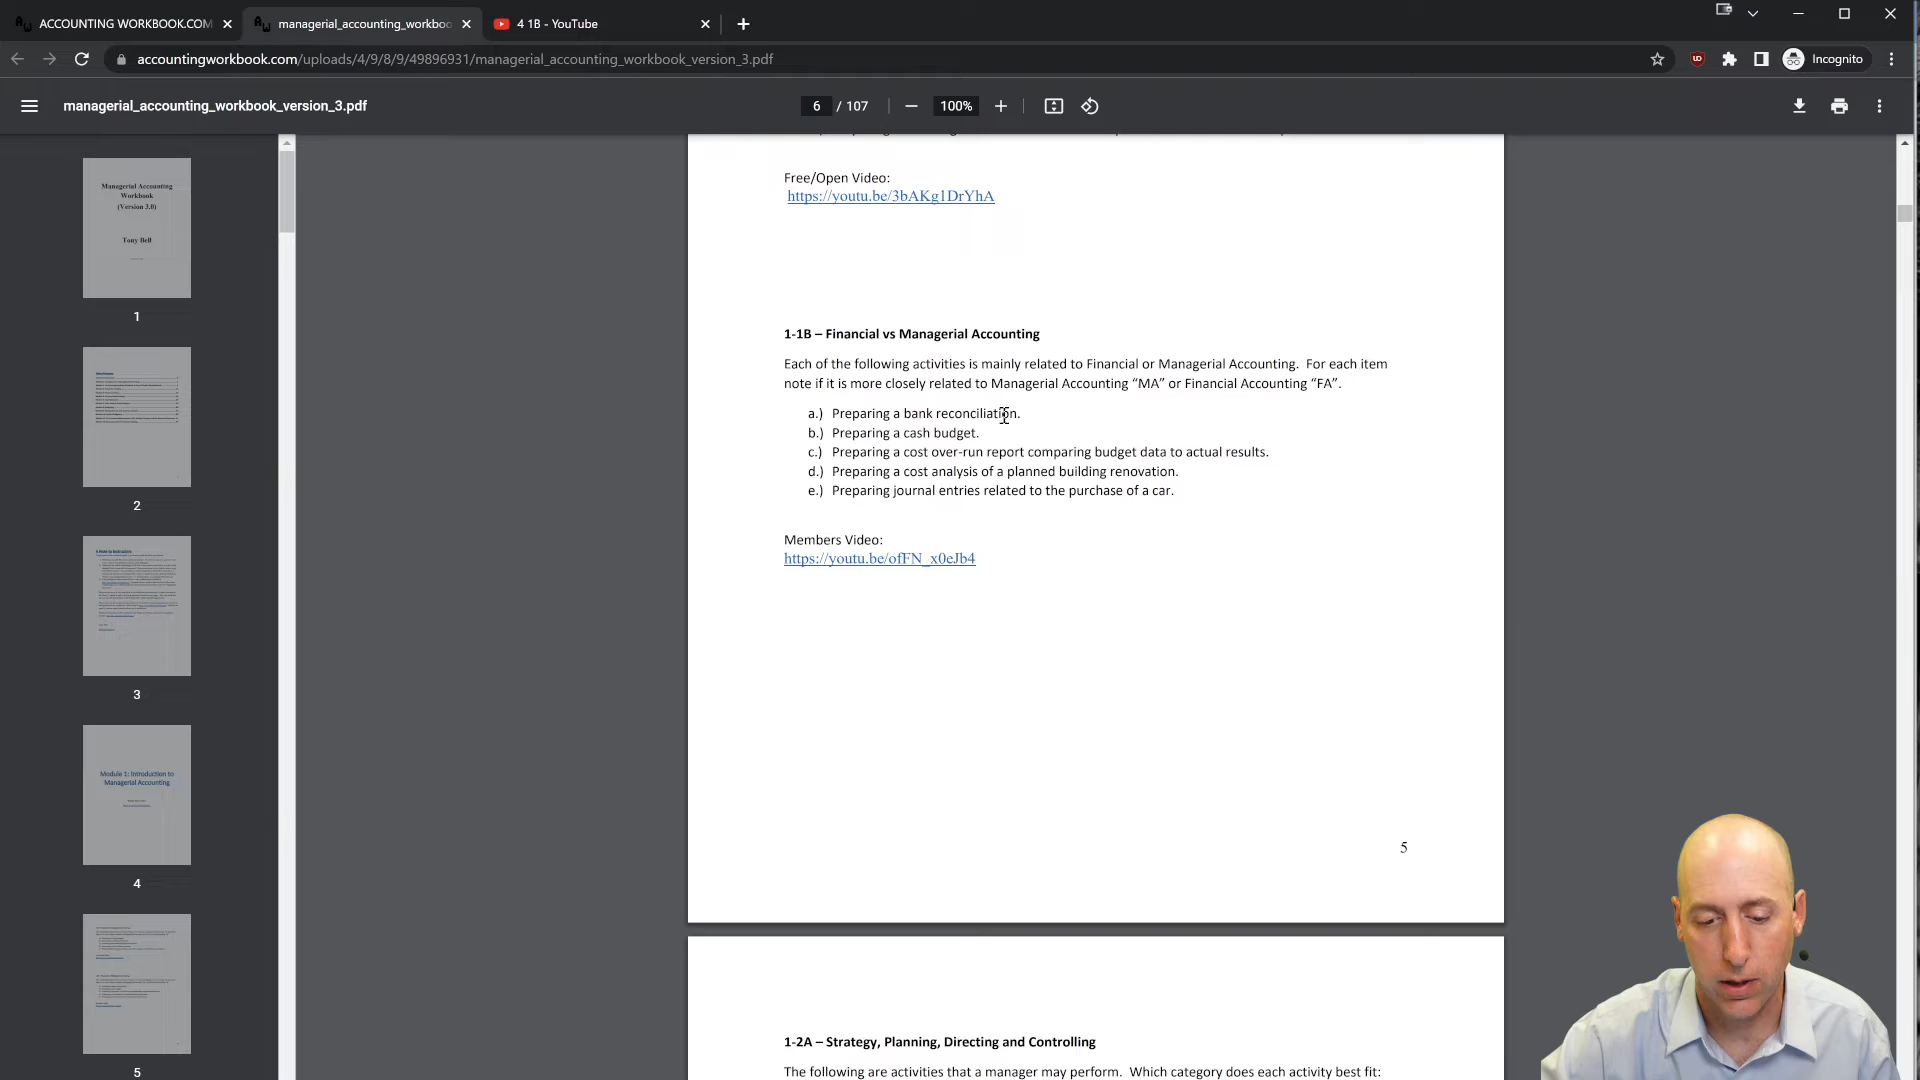 ACCOUNTING WORKBOOK.COM
managerial_accounting_workboo
4 1B - YouTube
accountingworkbook.com/uploads/4/9/8/9/49896931/managerial_accounting_workbook_version_3.pdf
Incognito
managerial_accounting_workbook_version_3.pdf
6 / 107
100%
Managerial Accounting
Workbook
(Version 3.0)
Tony Bell
1
2
3
Module 1: Introduction to
Managerial Accounting
4
5
Free/Open Video:
https://youtu.be/3bAKg1DrYhA
1-1B – Financial vs Managerial Accounting
Each of the following activities is mainly related to Financial or Managerial Accounting. For each item
note if it is more closely related to Managerial Accounting “MA” or Financial Accounting “FA”.
a.) Preparing a bank reconciliation.
b.) Preparing a cash budget.
c.) Preparing a cost over-run report comparing budget data to actual results.
d.) Preparing a cost analysis of a planned building renovation.
e.) Preparing journal entries related to the purchase of a car.
Members Video:
https://youtu.be/ofFN_x0eJb4
5
1-2A – Strategy, Planning, Directing and Controlling
The following are activities that a manager may perform. Which category does each activity best fit: